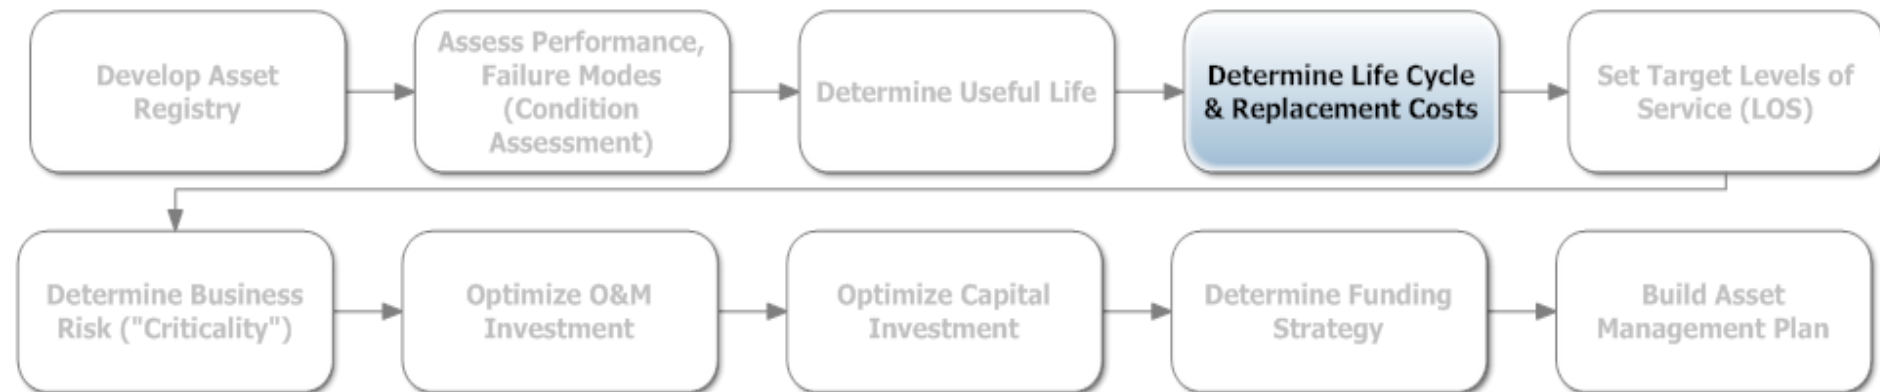 Develop Asset
Registry
Assess Performance,
Failure Modes
(Condition
Assessment)
Determine Useful Life
Determine Life Cycle
& Replacement Costs
Set Target Levels of
Service (LOS)
Determine Business
Risk ("Criticality")
Optimize O&M
Investment
Optimize Capital
Investment
Determine Funding
Strategy
Build Asset
Management Plan